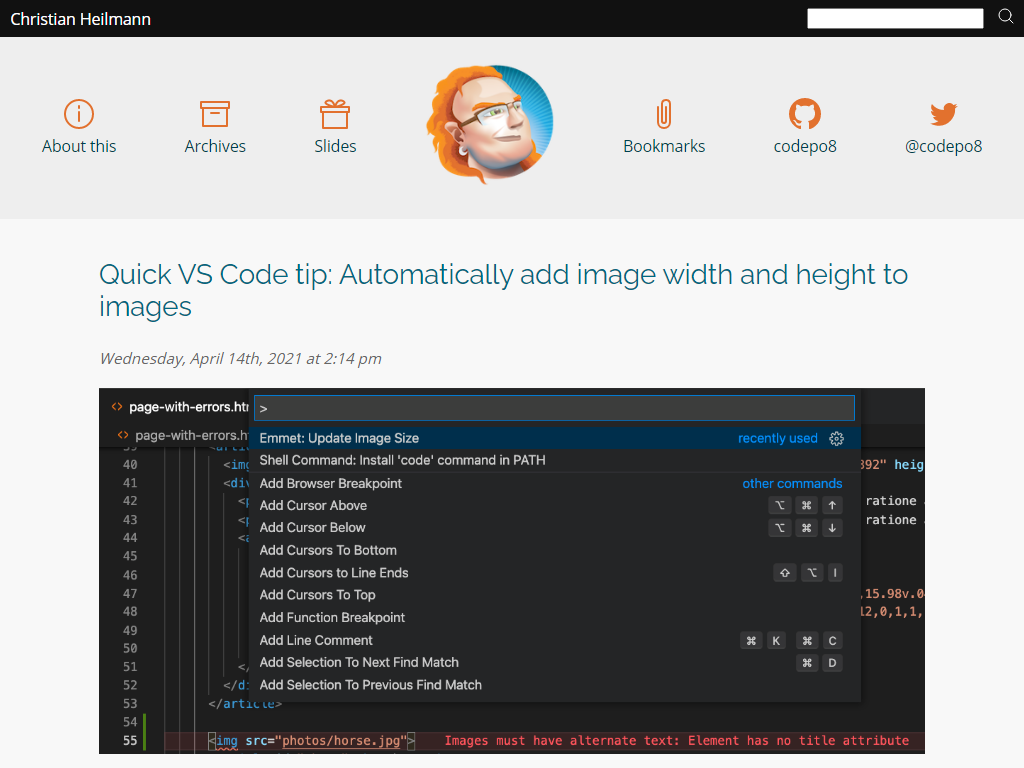 Christian Heilmann
About this
Archives
Slides
Bookmarks
codepo8
@codepo8
Quick VS Code tip: Automatically add image width and height to
images
Wednesday, April 14th, 2021 at 2:14 pm
<> page-with-errors.htm
>
<> page-with-errors.h
Emmet: Update Image Size recently used
Shell Command: Install 'code' command in PATH
40 <img 392" heig
Add Browser Breakpoint other commands
41 <div
Add Cursor Above ⌥ ⌘ ↑
42 <p ratione
Add Cursor Below ⌥ ⌘ ↓
43 <p ratione
44 <a
Add Cursors To Bottom
45
Add Cursors to Line Ends ⇧ ⌥ I
46
Add Cursors To Top
47 ,15.98v.0
Add Function Breakpoint
48 12,0,1,1,
49
Add Line Comment ⌘ K ⌘ C
50
Add Selection To Next Find Match ⌘ D
51 </
Add Selection To Previous Find Match
52 </di
53 </article>
54
55 <img src="photos/horse.jpg"> Images must have alternate text: Element has no title attribute